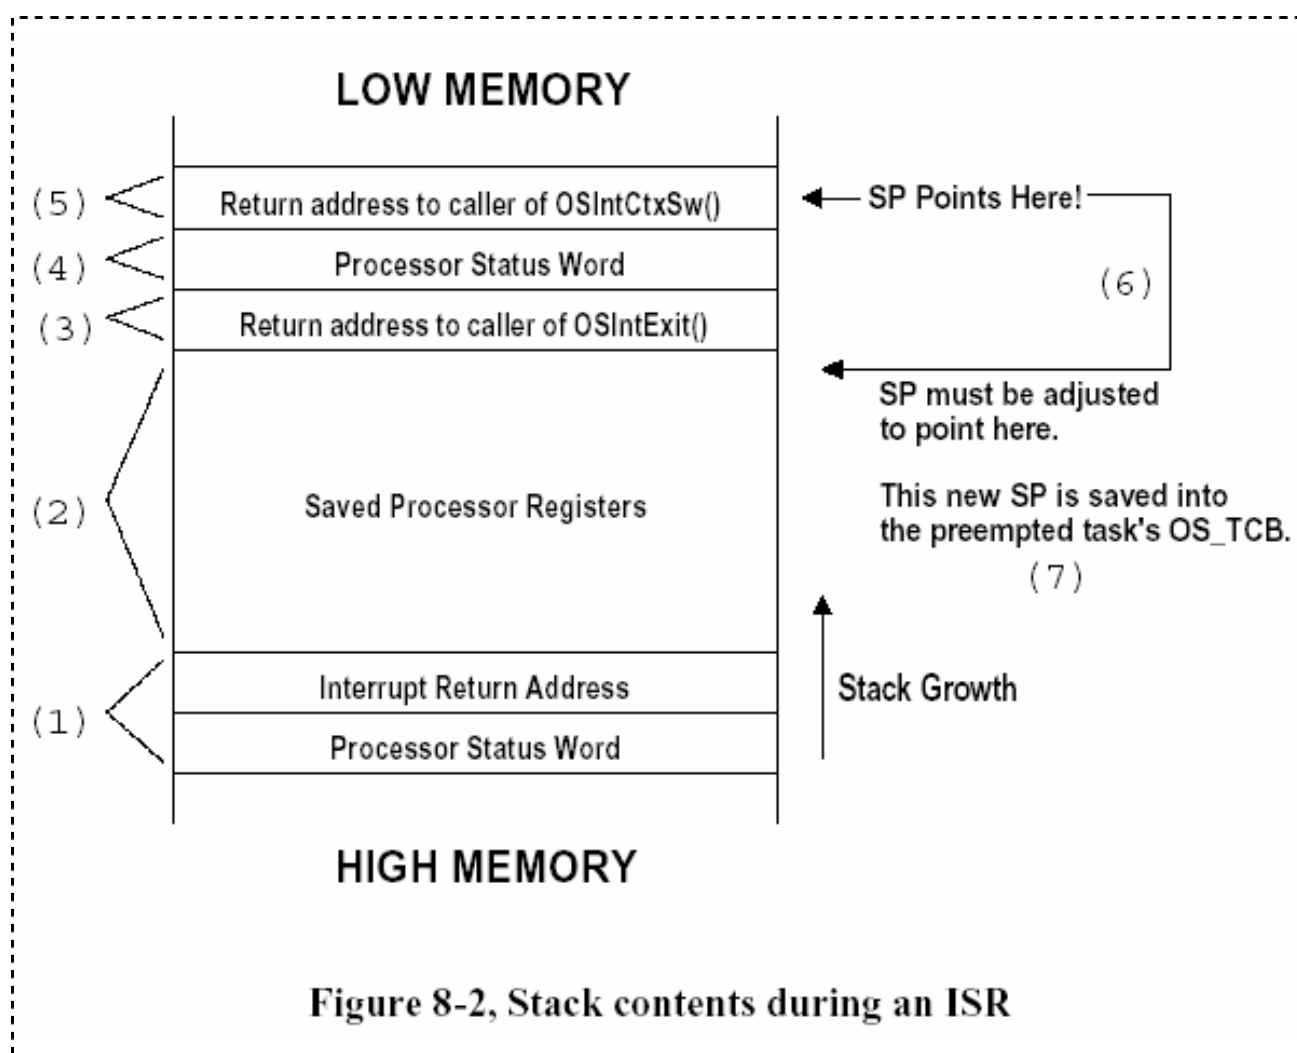 LOW MEMORY
(5)
Return address to caller of OSIntCtxSw()
SP Points Here!
(4)
Processor Status Word
(6)
(3)
Return address to caller of OSIntExit()
SP must be adjusted
to point here.
(2)
Saved Processor Registers
This new SP is saved into
the preempted task's OS_TCB.
(7)
(1)
Interrupt Return Address
Stack Growth
Processor Status Word
HIGH MEMORY
Figure 8-2, Stack contents during an ISR